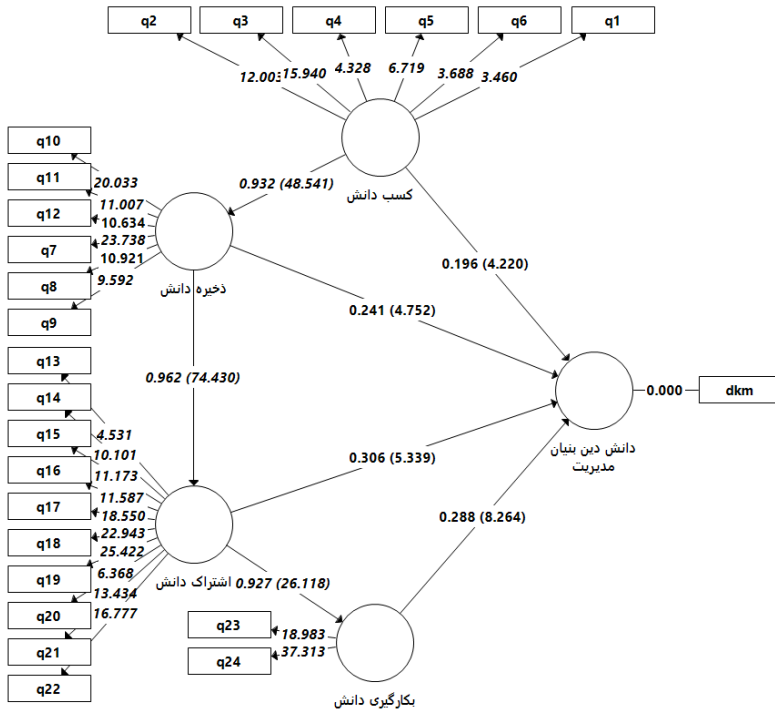 q2
q3
q4
q5
q6
q1
12.003
15.940
4.328
6.719
3.688
3.460
کسب دانش
0.932 (48.541)
0.196 (4.220)
q10
q11
q12
q7
q8
q9
20.033
11.007
10.634
23.738
10.921
9.592
ذخیره دانش
0.241 (4.752)
0.962 (74.430)
q13
q14
q15
q16
q17
q18
q19
q20
q21
q22
4.531
10.101
11.173
11.587
18.550
22.943
25.422
6.368
13.434
16.777
اشتراک دانش
0.306 (5.339)
0.927 (26.118)
0.288 (8.264)
دانش دین بنیان
مدیریت
0.000
dkm
q23
q24
18.983
37.313
بکارگیری دانش